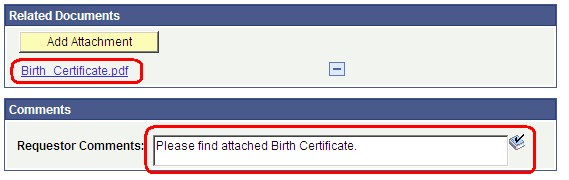 Related Documents
Add Attachment
Birth_Certificate.pdf
Comments
Requestor Comments: Please find attached Birth Certificate.